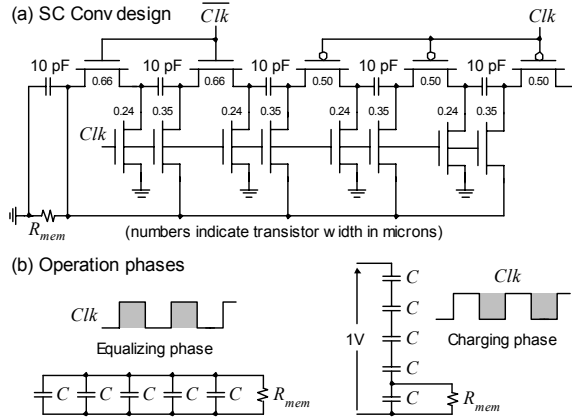 (a) SC Conv design
Clk
Clk
10 pF 10 pF 10 pF 10 pF 10 pF
0.66 0.66 0.50 0.50 0.50
0.24 0.35 0.24 0.35 0.24 0.35 0.24 0.35
Clk
Rmem
(numbers indicate transistor width in microns)
(b) Operation phases
Clk
Equalizing phase
C C C C C Rmem
1V
C
C
C
C
C
Rmem
Clk
Charging phase